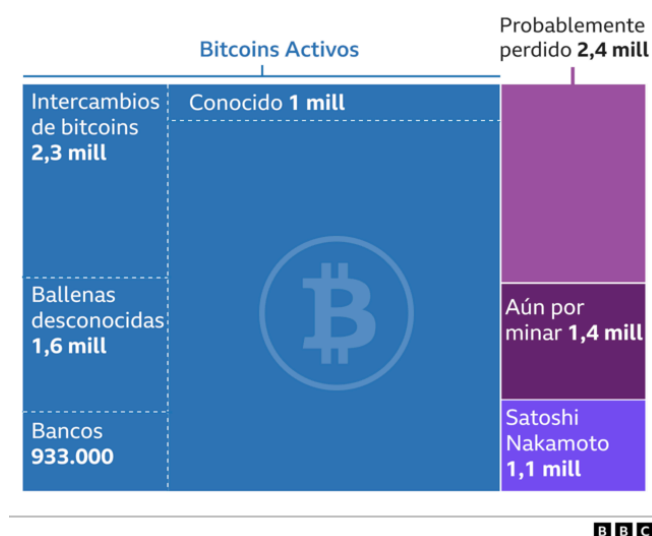 Bitcoins Activos
Probablemente
perdido 2,4 mill
Intercambios
de bitcoins
2,3 mill
Conocido 1 mill
Ballenas
desconocidas
1,6 mill
Bancos
933.000
Aún por
minar 1,4 mill
Satoshi
Nakamoto
1,1 mill
BBC